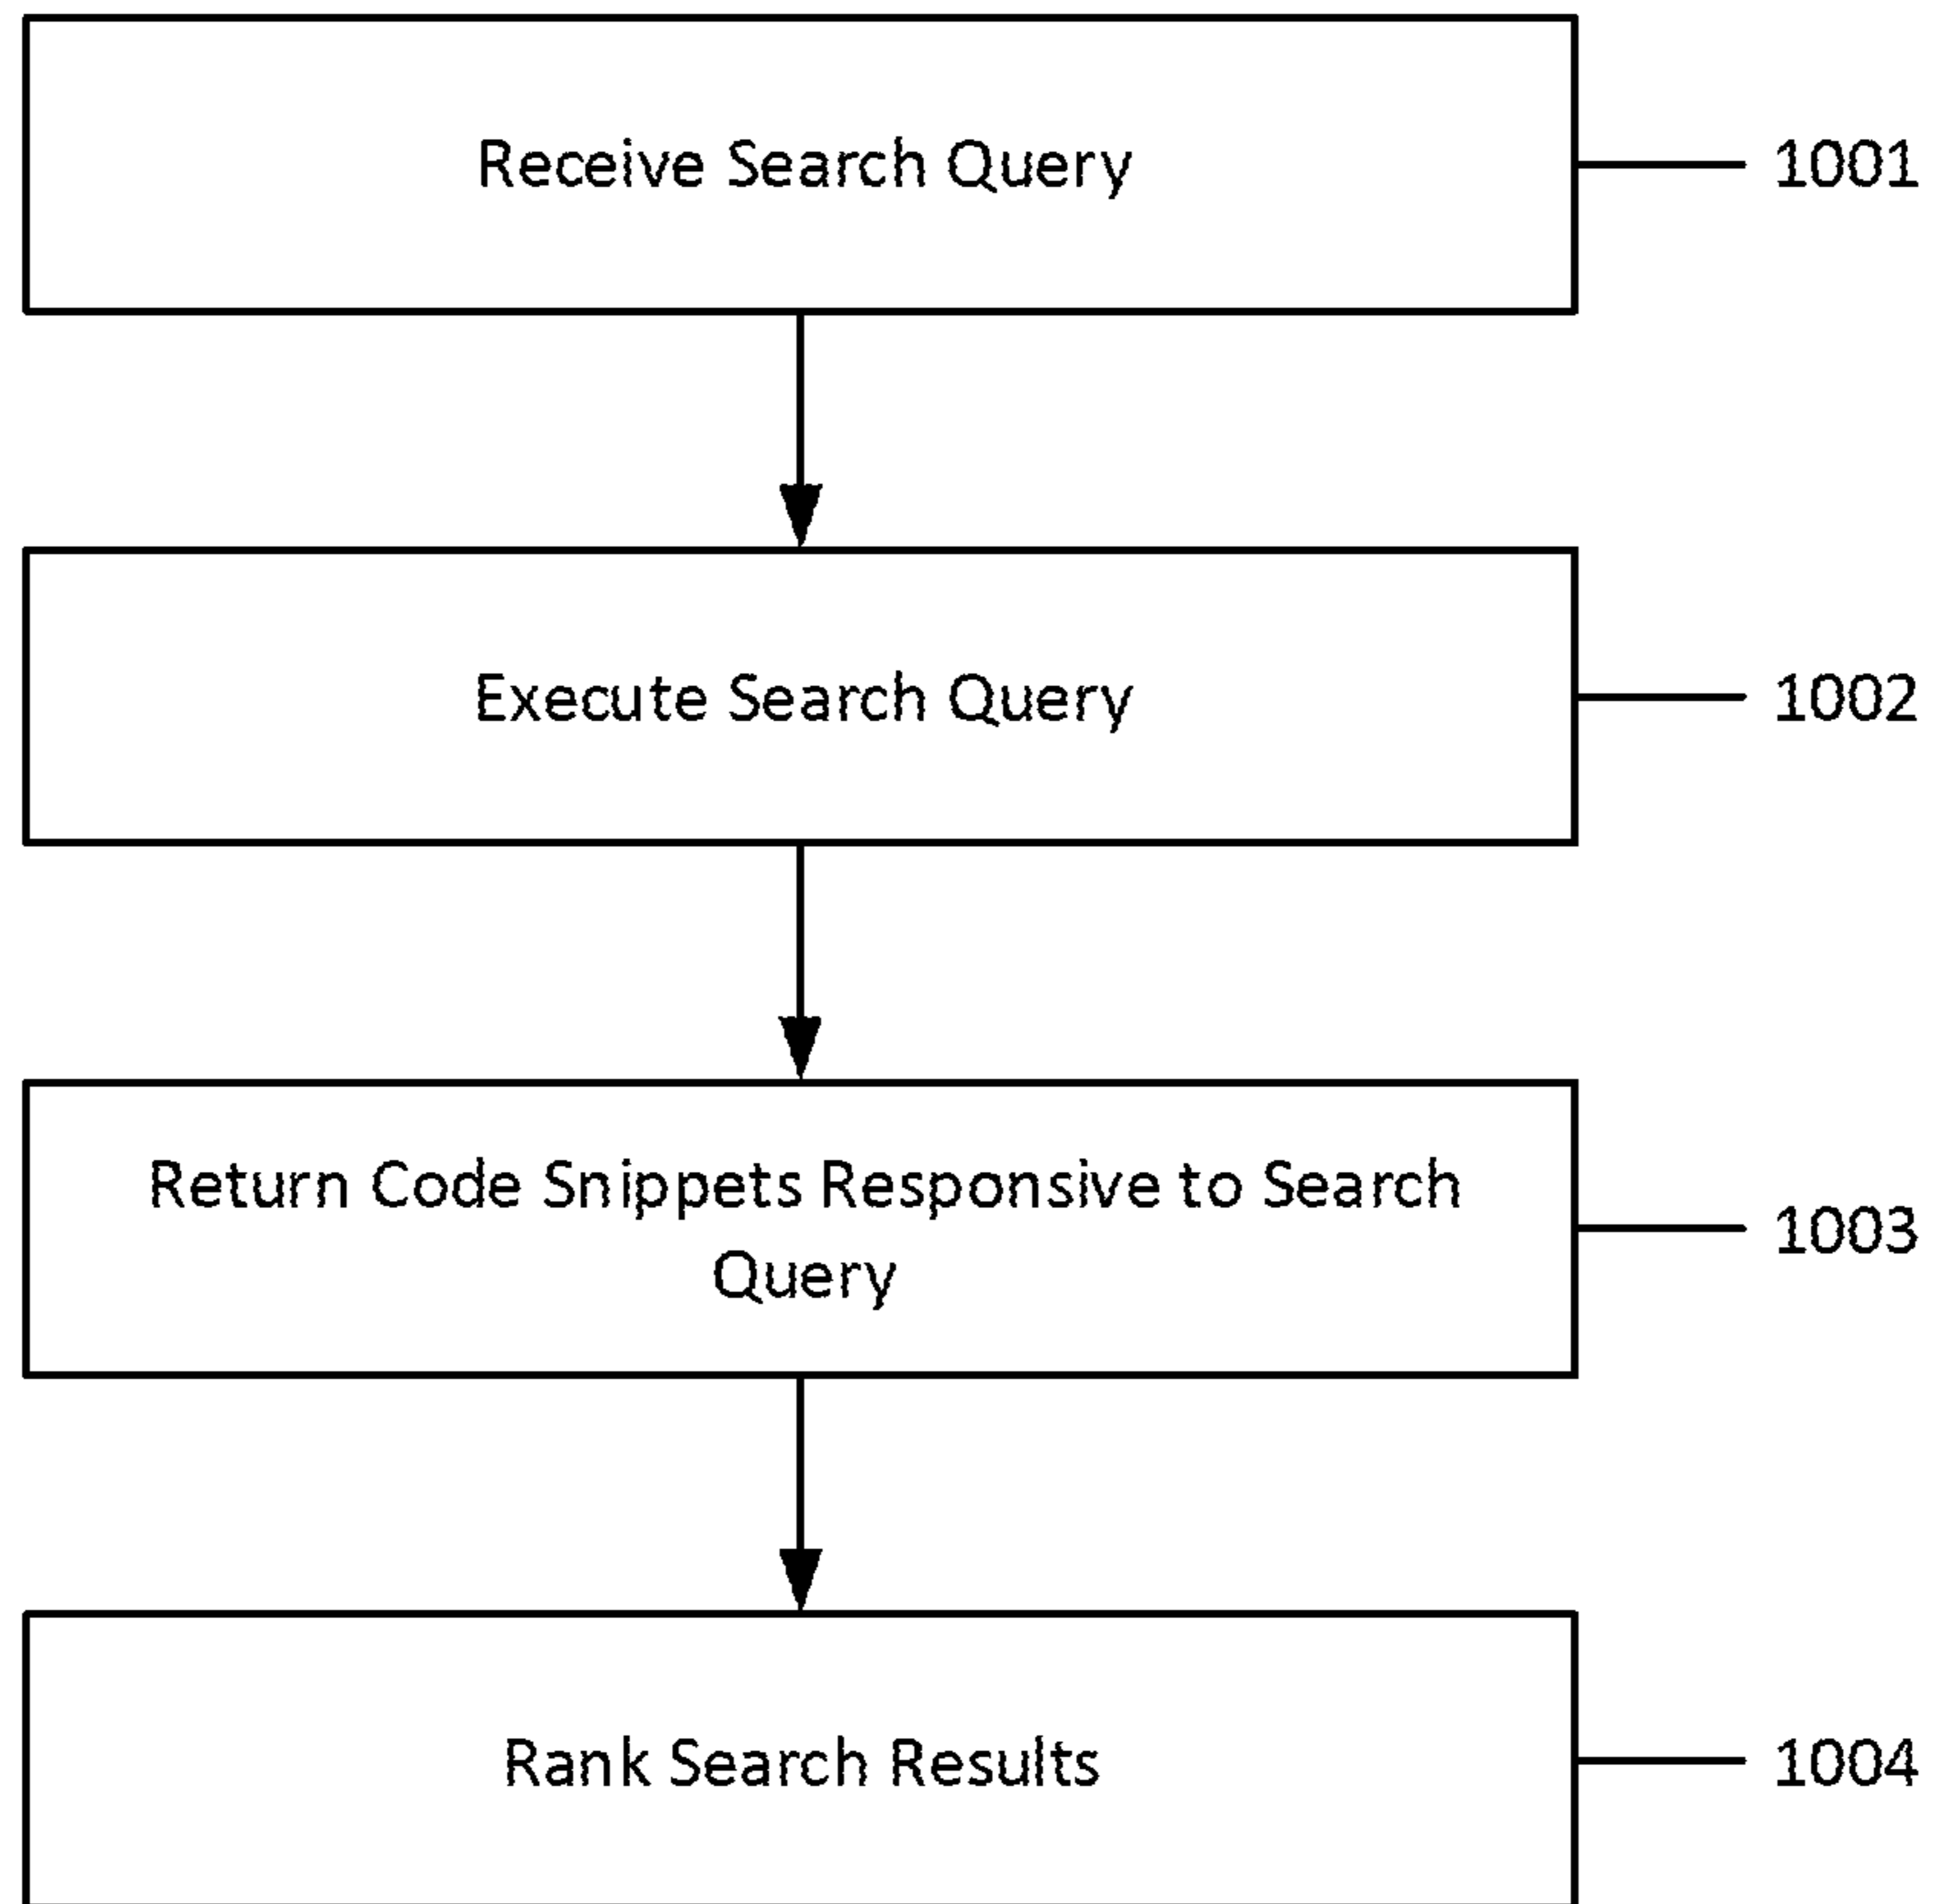 Receive Search Query
1001
Execute Search Query
1002
Return Code Snippets Responsive to Search
Query
1003
Rank Search Results
1004